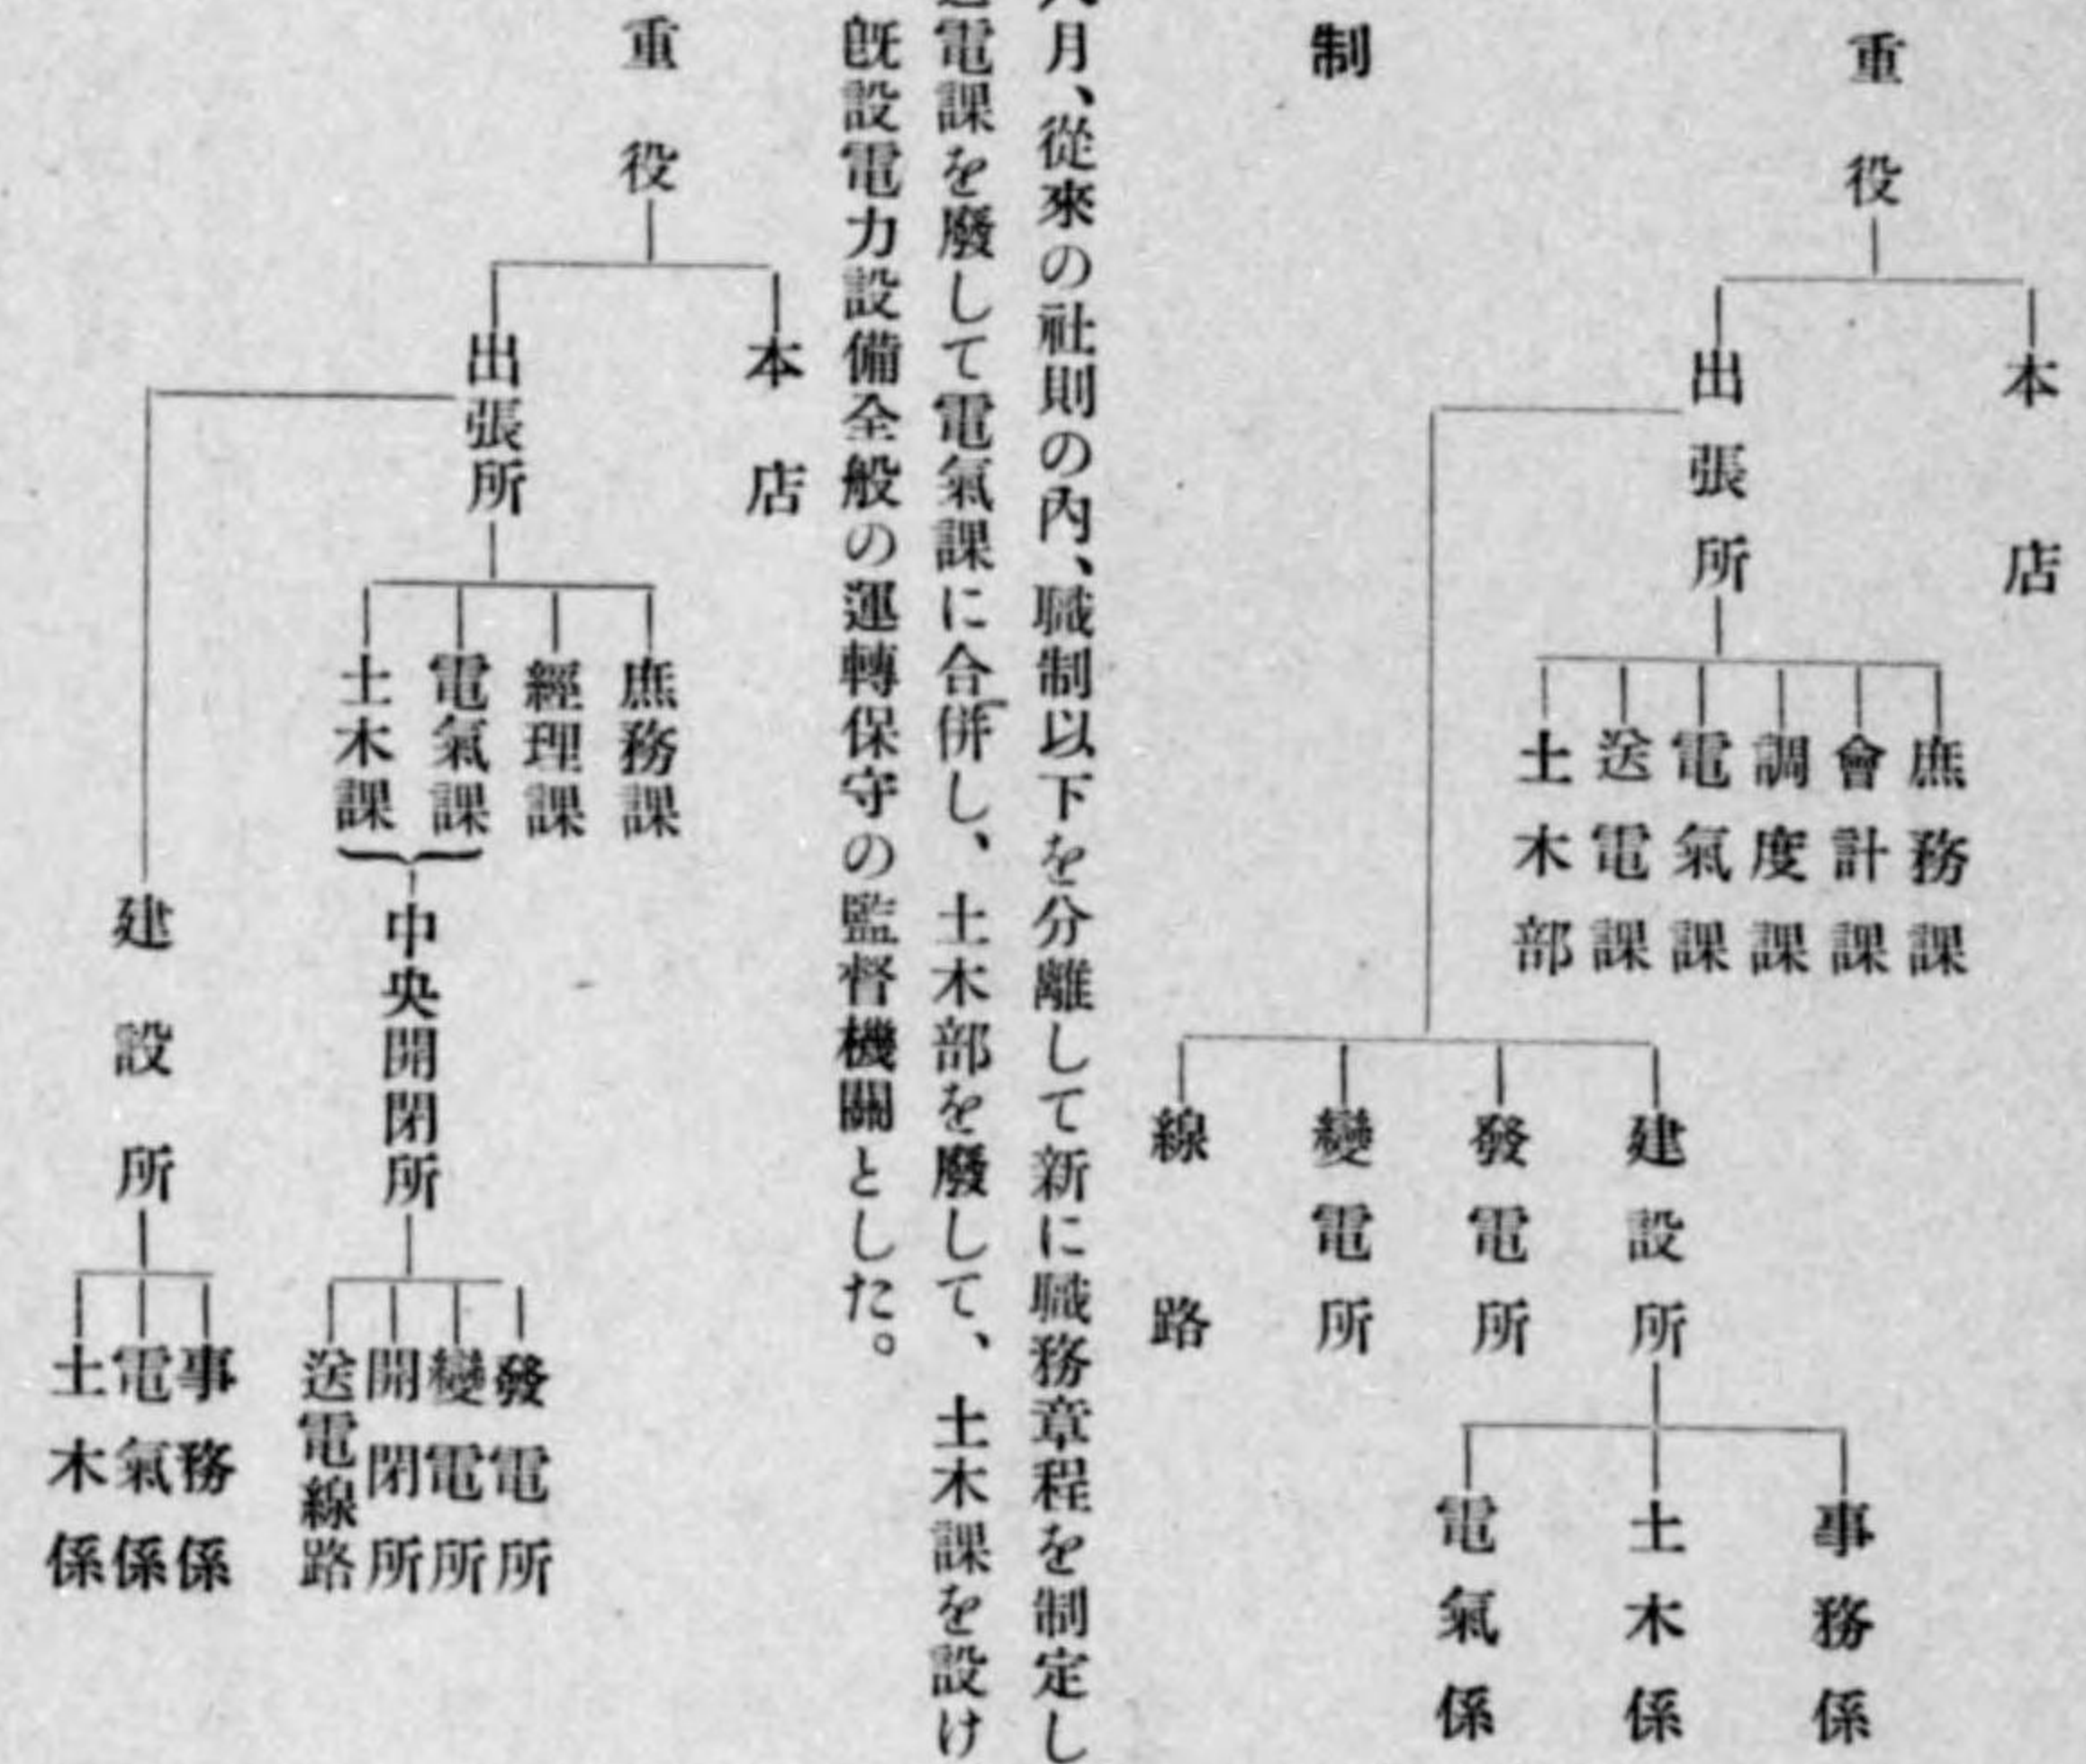 重役
本店
出張所
庶務課
會計課
調度課
電氣課
送電課
土木部
建設所
發電所
變電所
線路
事務係
土木係
電氣係
制
月、從來の社則の內、職制以下を分離して新に職務章程を制定し
電課を廢して電氣課に合併し、土木部を廢して、土木課を設け
旣設電力設備全般の運轉保守の監督機關とした。
重役
本店
出張所
庶務課
經理課
電氣課
土木課
中央開閉所
發電所
變電所
開閉所
送電線路
建設所
事務係
電氣係
土木係